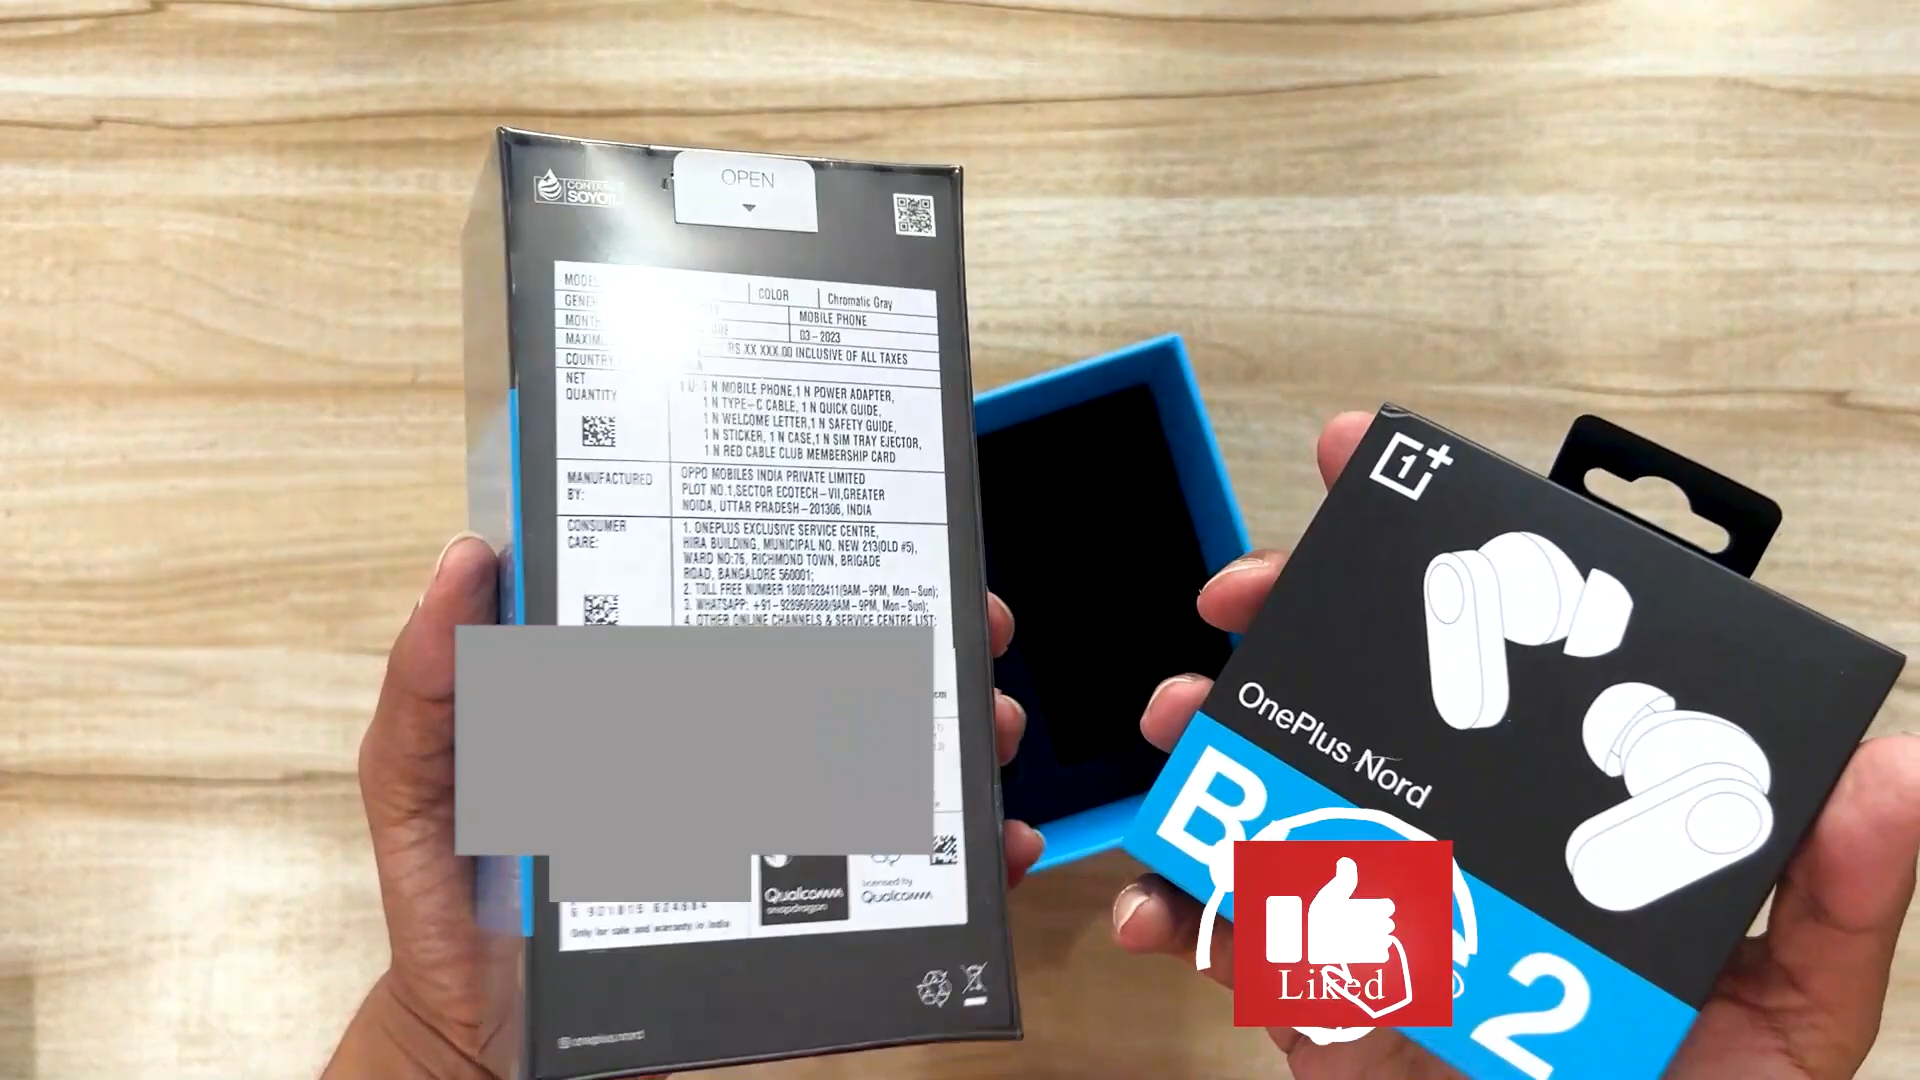 CONTAINS
SOYOIL
OPEN
COLOR
Chromatic Gray
MOBILE PHONE
03-2023
RS.XX XXX.00 INCLUSIVE OF ALL TAXES
COUNTRY
NET
QUANTITY
1 N MOBILE PHONE,1 N POWER ADAPTER,
1 N TYPE-C CABLE, 1 N QUICK GUIDE,
1 N WELCOME LETTER,1 N SAFETY GUIDE,
1 N STICKER, 1 N CASE,1 N SIM TRAY EJECTOR,
1 N RED CABLE CLUB MEMBERSHIP CARD
MANUFACTURED
BY:
OPPO MOBILES INDIA PRIVATE LIMITED
PLOT NO.1,SECTOR ECOTECH-VII,GREATER
NOIDA, UTTAR PRADESH-201306, INDIA
CONSUMER
CARE:
1. ONEPLUS EXCLUSIVE SERVICE CENTRE,
HIRA BUILDING, MUNICIPAL NO. NEW 213(OLD #5),
WARD NO:76, RICHMOND TOWN, BRIGADE
ROAD, BANGALORE 560001;
2. TOLL FREE NUMBER 18001028411(9AM-9PM, Mon-Sun);
3. WHATSAPP: +91-9289606888(9AM-9PM, Mon-Sun);
4. OTHER ONLINE CHANNELS & SERVICE CENTRE LIST:
cm
Qualcomm
snapdragon
Licensed by
Qualcomm
Only for sale and warranty in India
@oneplus.nord
1+
OnePlus Nord
2
Liked